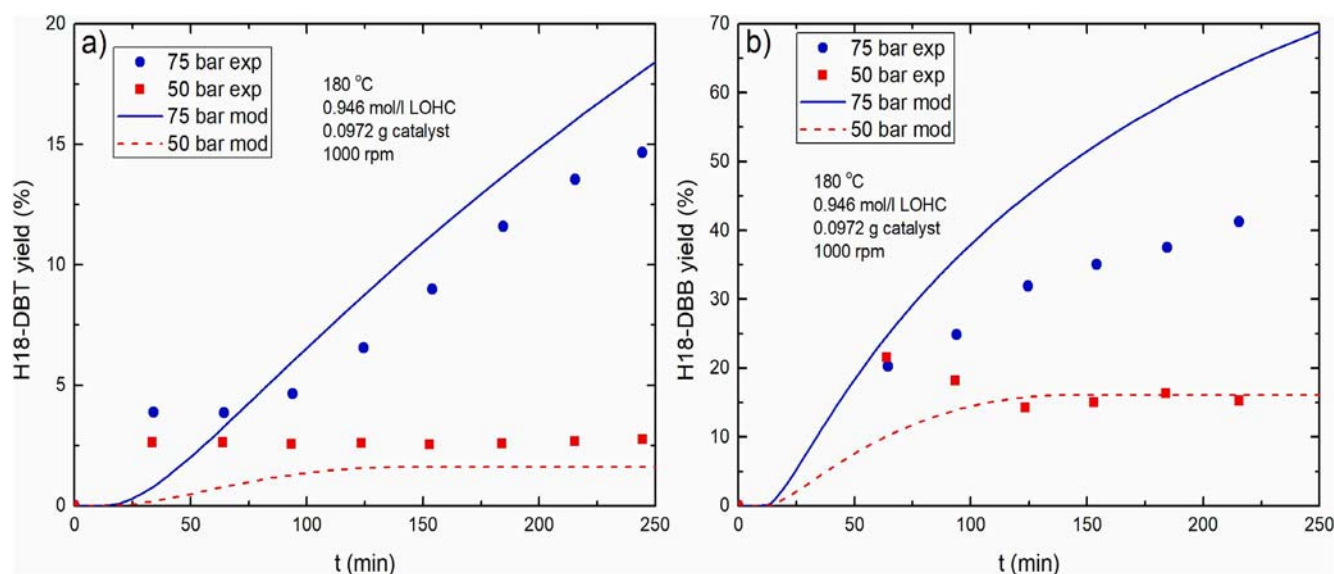 a)
75 bar exp
50 bar exp
75 bar mod
50 bar mod
180 °C
0.946 mol/l LOHC
0.0972 g catalyst
1000 rpm
H18-DBT yield (%)
20
15
10
5
0
0 50 100 150 200 250
t (min)
b)
75 bar exp
50 bar exp
75 bar mod
50 bar mod
180 °C
0.946 mol/l LOHC
0.0972 g catalyst
1000 rpm
H18-DBB yield (%)
70
60
50
40
30
20
10
0
0 50 100 150 200 250
t (min)